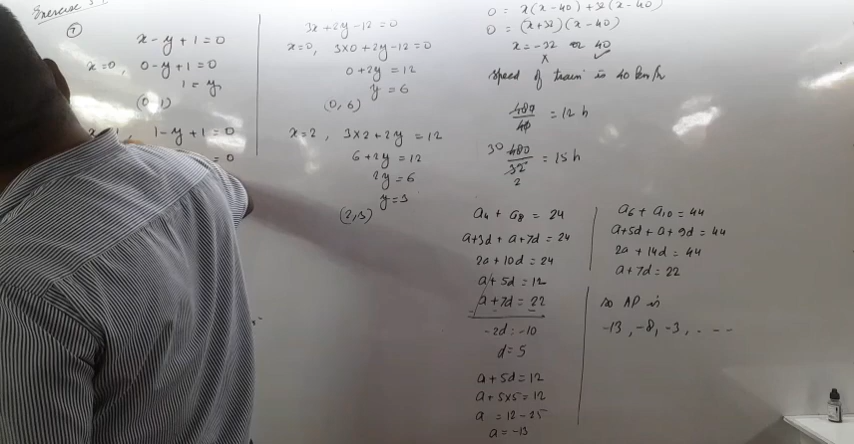 Exercise 3
7
x - y + 1 = 0
x=0, 0 - y + 1 = 0
1 = y
1 - y + 1 = 0
= 0
3x + 2y - 12 = 0
x=0, 3x0 + 2y - 12 = 0
0 + 2y = 12
y = 6
(0, 6)
x = 2, 3x2 + 2y = 12
6 + 2y = 12
2y = 6
y = 3
(2,3)
0 = x(x-40) + 32(x-40)
0 = (x+32)(x-40)
x = -32 or 40
speed of train is 40 km/h
480/40 = 12 h
30 480/32 = 15 h
2
a4 + a8 = 24
a+3d + a+7d = 24
2a + 10d = 24
a + 5d = 12
a + 7d = 22
-2d = -10
d = 5
a + 5d = 12
a + 5x5 = 12
a = 12 - 25
a = -13
a6 + a10 = 44
a+5d + a + 9d = 44
2a + 14d = 44
a + 7d = 22
so AP is
-13, -8, -3, . - - -